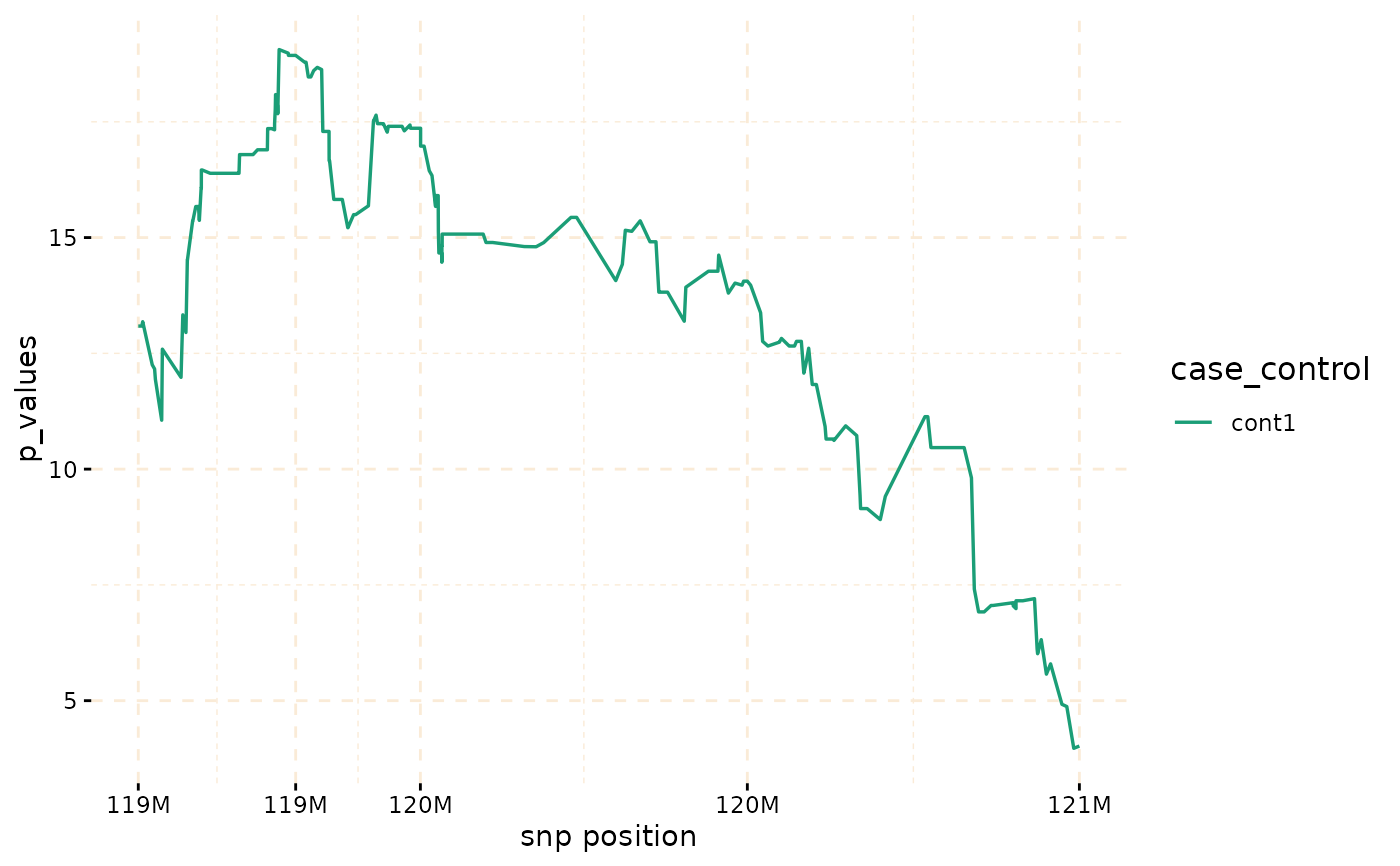 p_values
15
10
5
119M 119M 120M 120M 121M
snp position
case_control
cont1